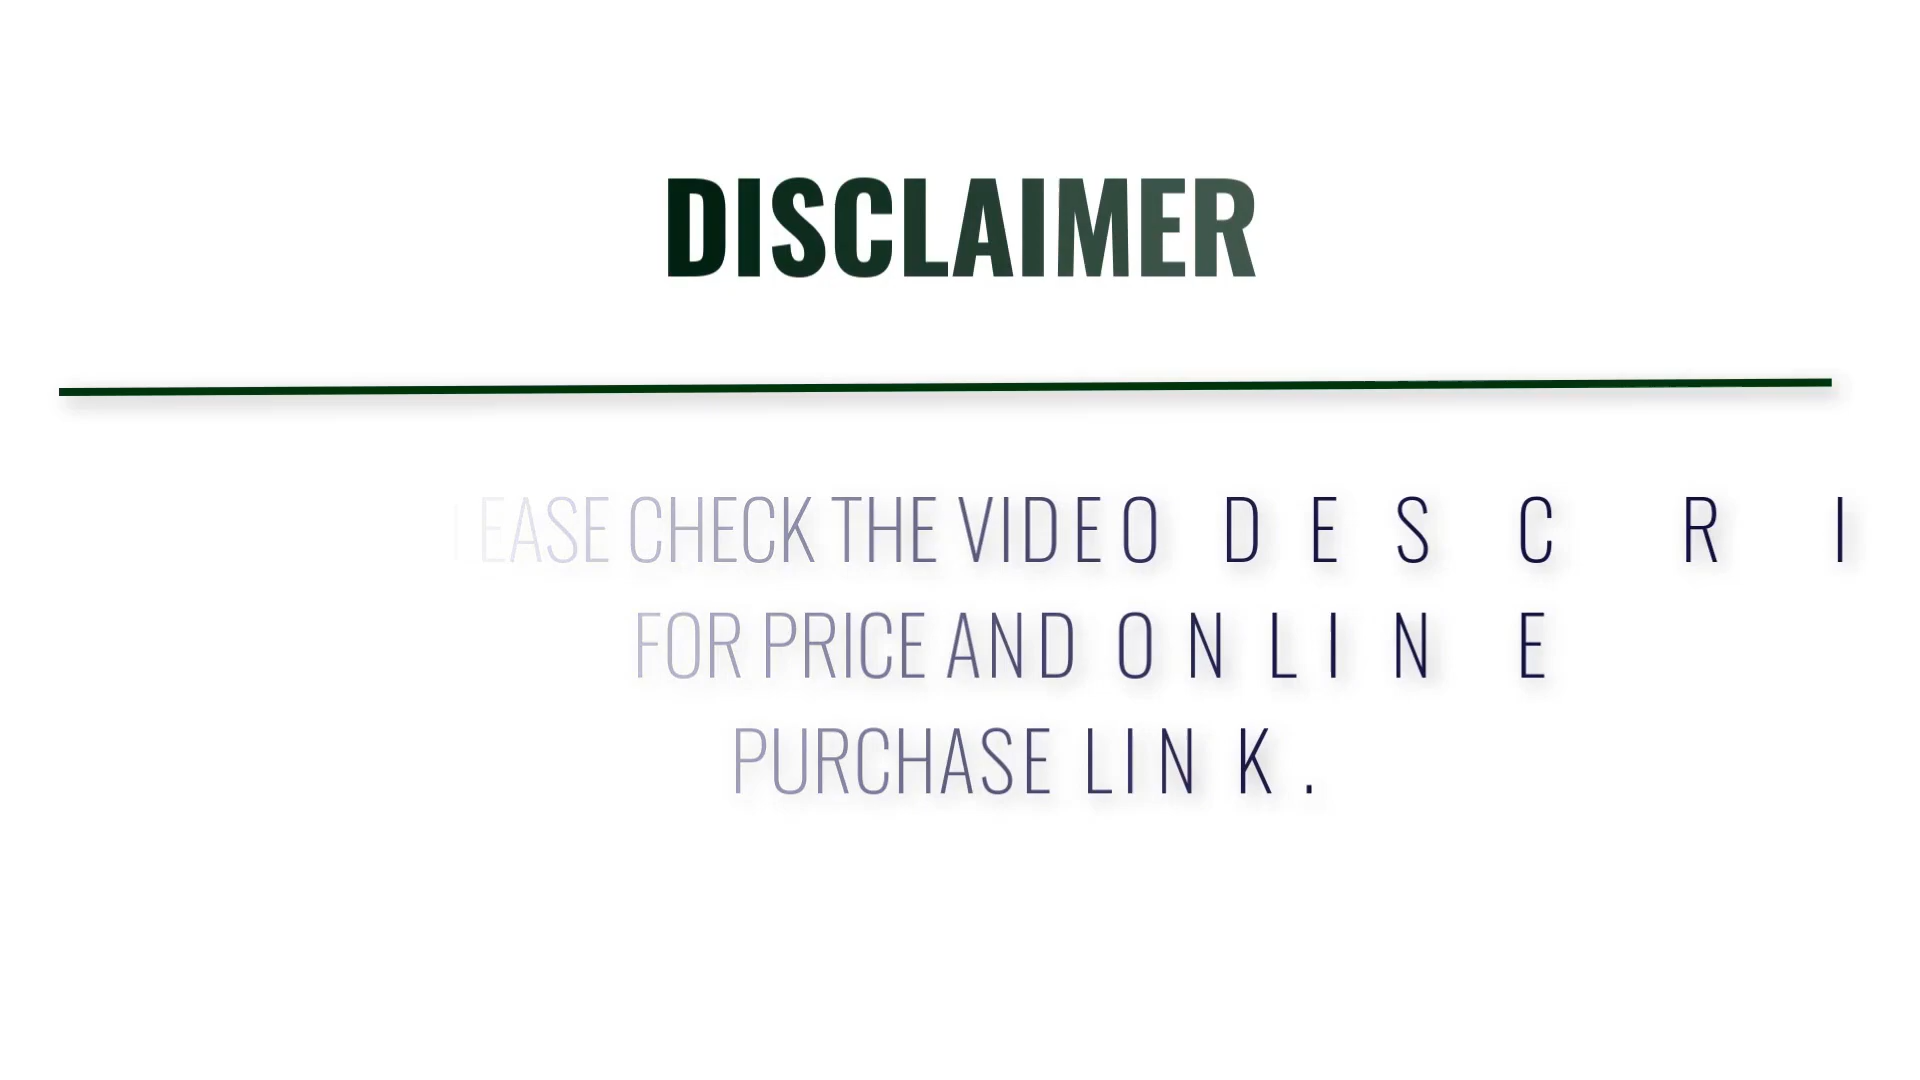 DISCLAIMER
EASE CHECK THE VIDEO DESCRI
FOR PRICE AND ONLINE
PURCHASE LINK.